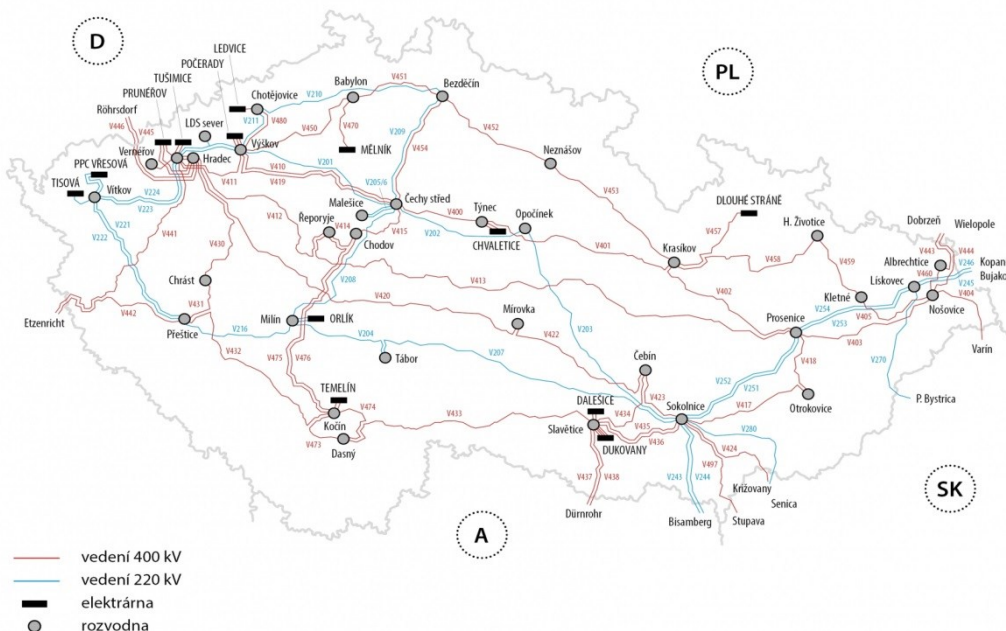 D
PL
LEDVICE
POČERADY
TUŠIMICE
PRUNÉŘOV
Röhrsdorf
Chotějovice
V210
Babylon
V451
Bezděčín
V446
V445
LDS sever
V211
V480
V450
V470
V209
V452
Vernéřov
Hradec
Výškov
MĚLNÍK
V454
Neznášov
PPC VŘESOVÁ
TISOVÁ
Vítkov
V224
V223
V411
V410
V419
V201
V205/6
V453
V221
V222
V441
V430
V412
Malešice
Čechy střed
V400
Týnec
Opočínek
DLOUHÉ STRÁNĚ
Řeporyje
V414
Chodov
V415
V202
CHVALETICE
V401
Krasíkov
V457
H. Životice
Dobrzeń
Wielopole
V443
V444
V458
V459
Albrechtice
V246
Kopanina
Bujaków
V460
V245
Lískovec
V404
Chrást
V208
V413
V402
Kletné
V254
V405
Nošovice
V431
V420
V253
Etzenricht
V442
Přeštice
V216
Milín
ORLÍK
V204
Mírovka
V422
V203
Prosenice
V403
Varín
V432
V475
V476
Tábor
V207
Čebín
V438
V270
V252
V251
TEMELÍN
V474
Kočín
V433
DALEŠICE
V434
V423
Sokolnice
V417
Otrokovice
P. Bystrica
V473
Dasný
Slavětice
V435
V436
DUKOVANY
V280
V424
V497
V437
V438
V243
V244
Križovany
Senica
SK
Dürnrohr
Bisamberg
Stupava
A
vedení 400 kV
vedení 220 kV
elektrárna
rozvodna